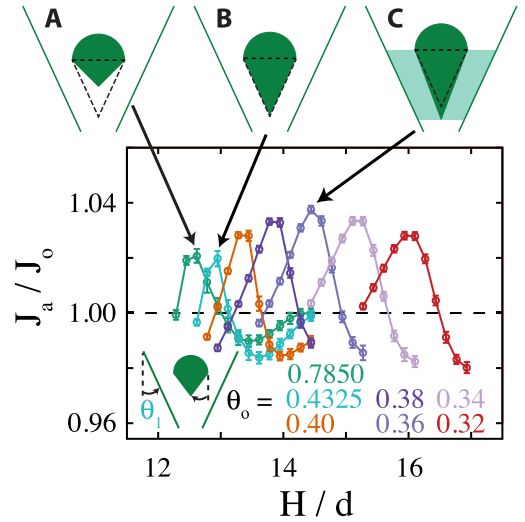 A B C
J_a / J_o
1.04
1.00
0.96
θ_1
θ_o =
0.7850
0.4325 0.38 0.34
0.40 0.36 0.32
12 14 16
H / d